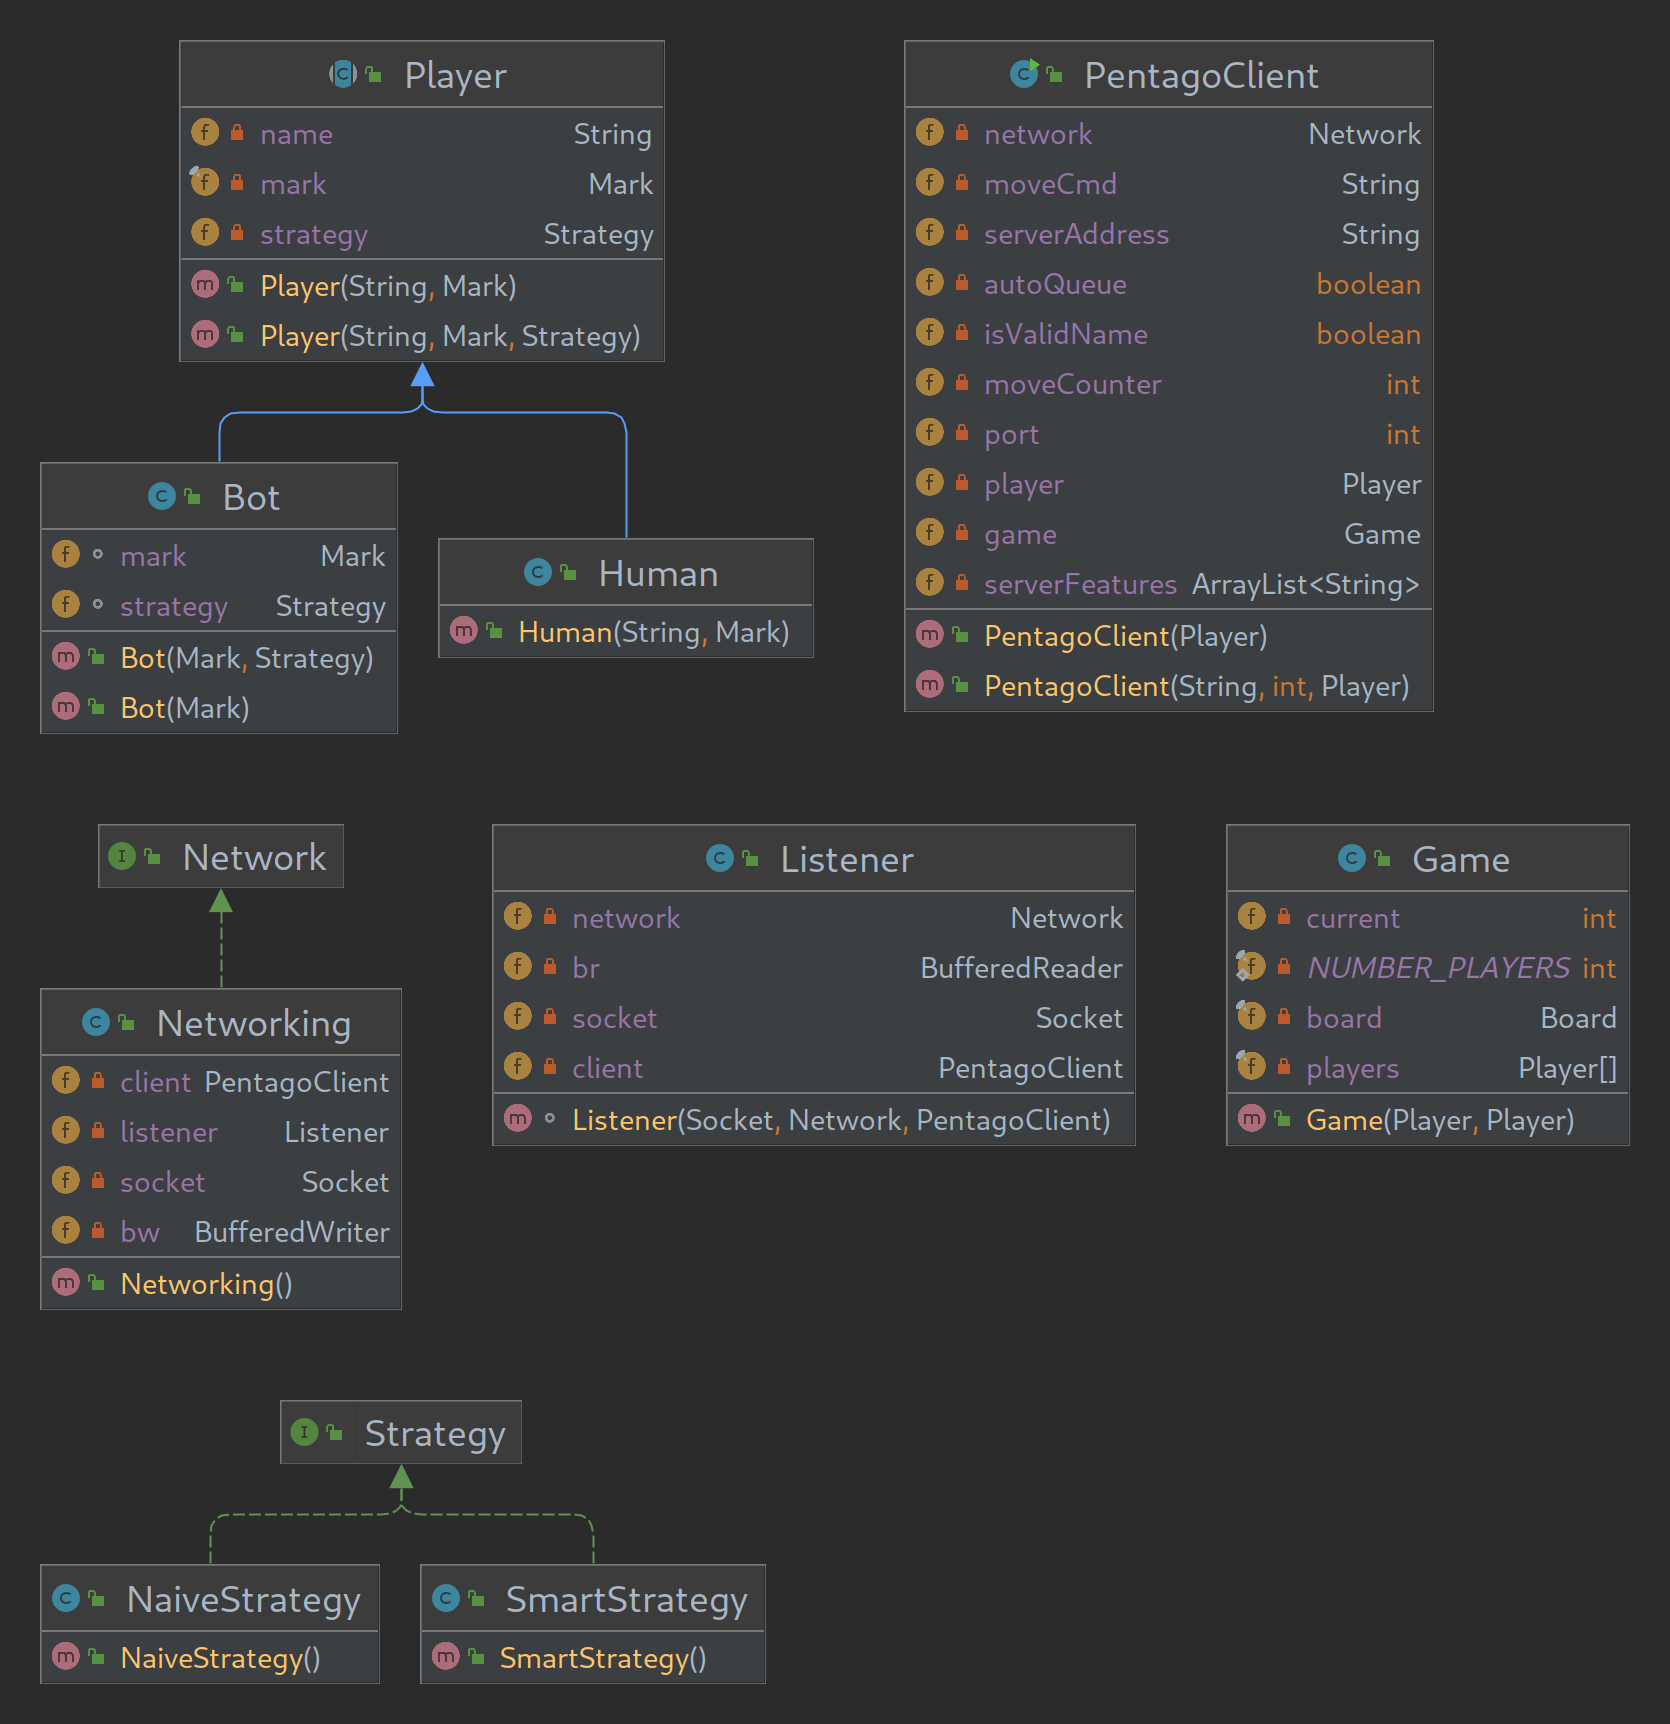 Player
name String
mark Mark
strategy Strategy
Player(String, Mark)
Player(String, Mark, Strategy)
PentagoClient
network Network
moveCmd String
serverAddress String
autoQueue boolean
isValidName boolean
moveCounter int
port int
player Player
game Game
serverFeatures ArrayList<String>
PentagoClient(Player)
PentagoClient(String, int, Player)
Bot
mark Mark
strategy Strategy
Bot(Mark, Strategy)
Bot(Mark)
Human
Human(String, Mark)
Network
Networking
client PentagoClient
listener Listener
socket Socket
bw BufferedWriter
Networking()
Listener
network Network
br BufferedReader
socket Socket
client PentagoClient
Listener(Socket, Network, PentagoClient)
Game
current int
NUMBER_PLAYERS int
board Board
players Player[]
Game(Player, Player)
Strategy
NaiveStrategy
NaiveStrategy()
SmartStrategy
SmartStrategy()